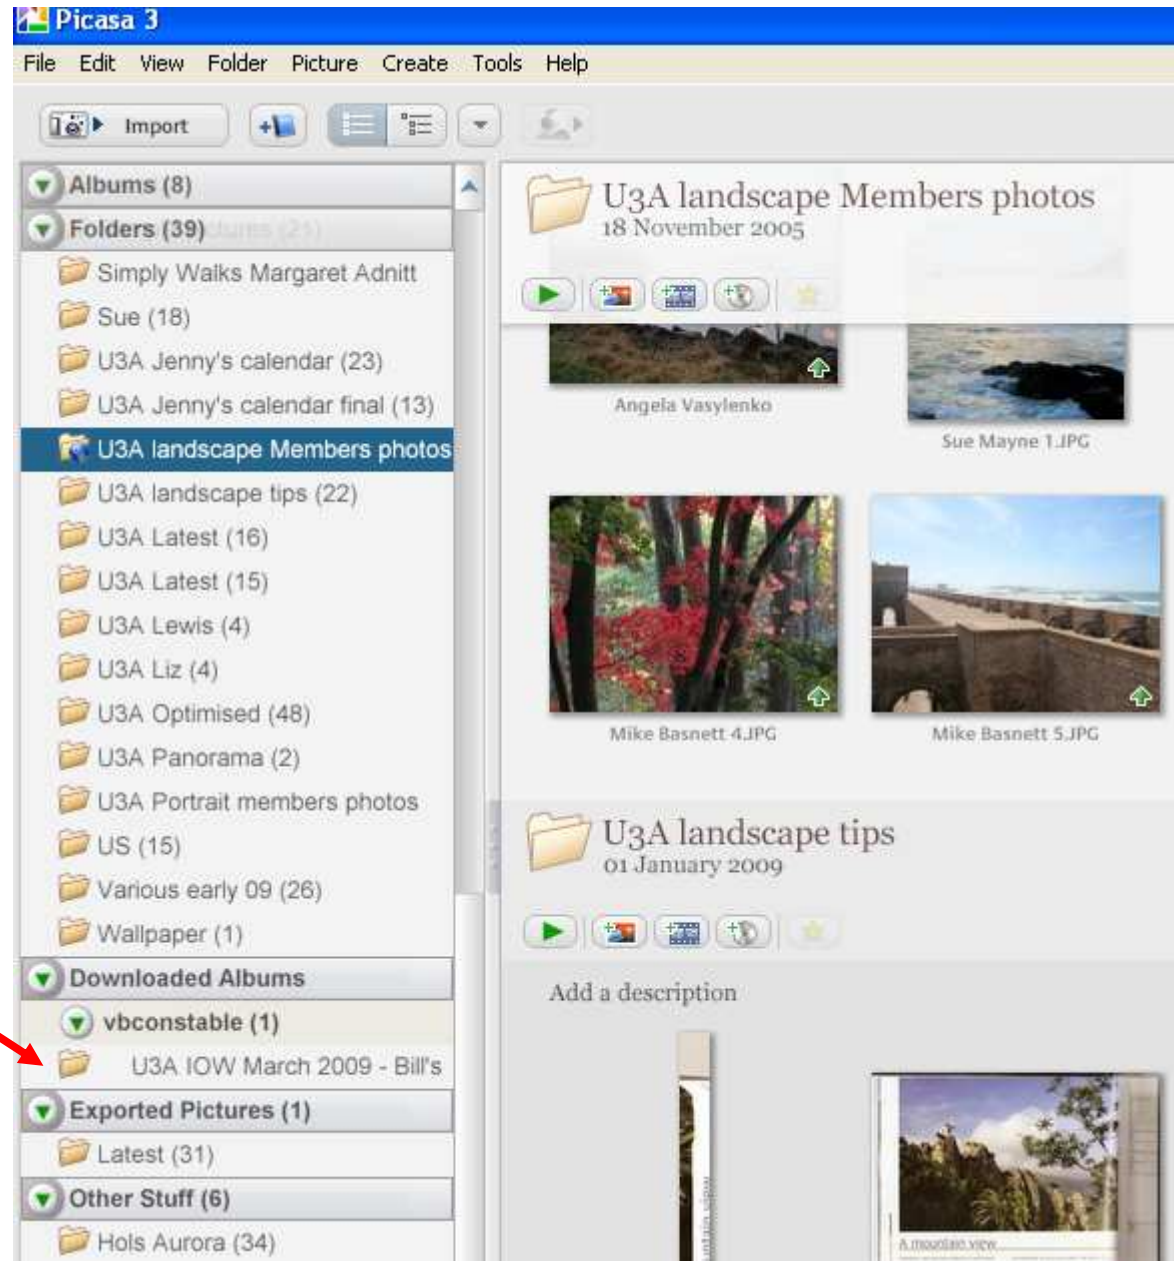 Picasa 3
File Edit View Folder Picture Create Tools Help
Import
Albums (8)
Folders (39)
Simply Walks Margaret Adnitt
Sue (18)
U3A Jenny's calendar (23)
U3A Jenny's calendar final (13)
U3A landscape Members photos
U3A landscape tips (22)
U3A Latest (16)
U3A Latest (15)
U3A Lewis (4)
U3A Liz (4)
U3A Optimised (48)
U3A Panorama (2)
U3A Portrait members photos
US (15)
Various early 09 (26)
Wallpaper (1)
Downloaded Albums
vbconstable (1)
U3A IOW March 2009 - Bill's
Exported Pictures (1)
Latest (31)
Other Stuff (6)
Hols Aurora (34)
U3A landscape Members photos
18 November 2005
Angela Vasylenko
Sue Mayne 1.JPG
Mike Basnett 4.JPG
Mike Basnett 5.JPG
U3A landscape tips
01 January 2009
Add a description
A mountain view